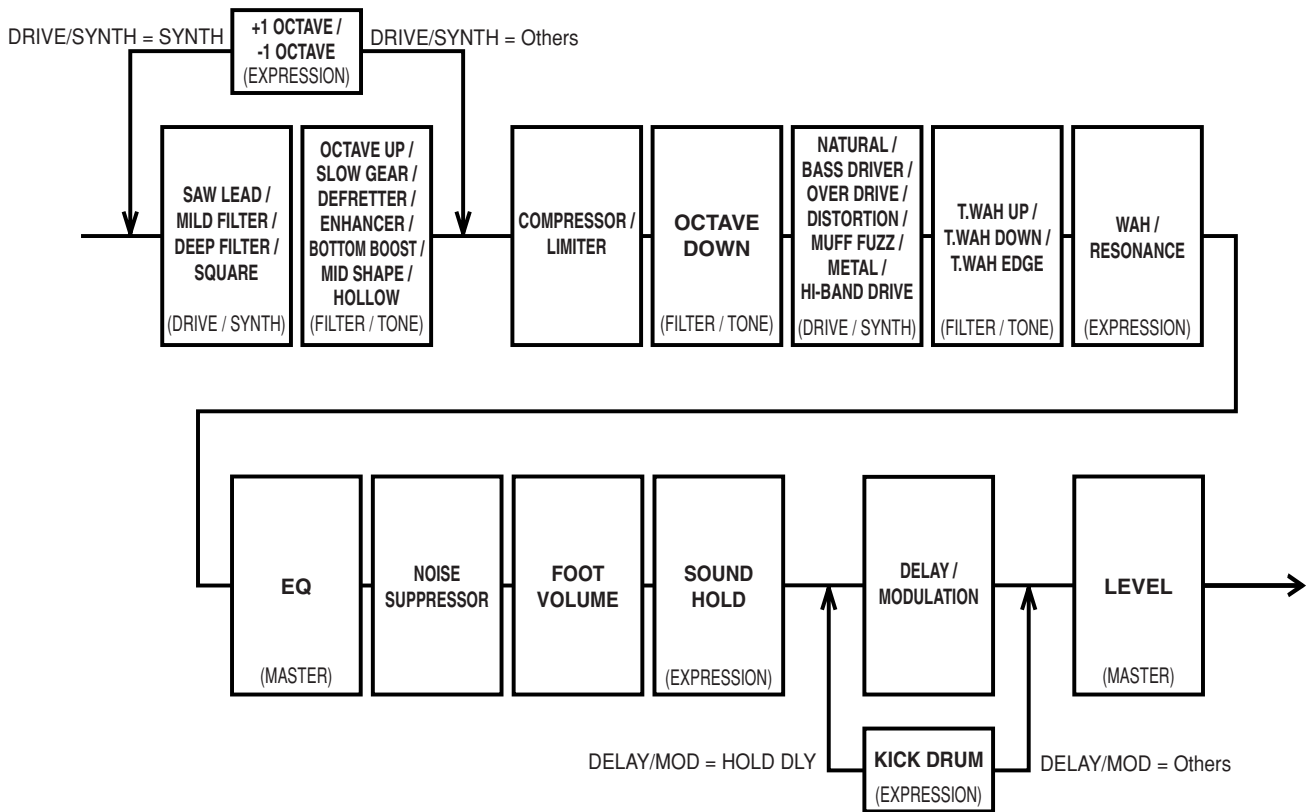 DRIVE/SYNTH = SYNTH
+1 OCTAVE /
-1 OCTAVE
(EXPRESSION)
DRIVE/SYNTH = Others
SAW LEAD /
MILD FILTER /
DEEP FILTER /
SQUARE
(DRIVE / SYNTH)
OCTAVE UP /
SLOW GEAR /
DEFRETTER /
ENHANCER /
BOTTOM BOOST /
MID SHAPE /
HOLLOW
(FILTER / TONE)
COMPRESSOR /
LIMITER
OCTAVE
DOWN
(FILTER / TONE)
NATURAL /
BASS DRIVER /
OVER DRIVE /
DISTORTION /
MUFF FUZZ /
METAL /
HI-BAND DRIVE
(DRIVE / SYNTH)
T.WAH UP /
T.WAH DOWN /
T.WAH EDGE
(FILTER / TONE)
WAH /
RESONANCE
(EXPRESSION)
EQ
(MASTER)
NOISE
SUPPRESSOR
FOOT
VOLUME
SOUND
HOLD
(EXPRESSION)
DELAY /
MODULATION
LEVEL
(MASTER)
DELAY/MOD = HOLD DLY
KICK DRUM
(EXPRESSION)
DELAY/MOD = Others